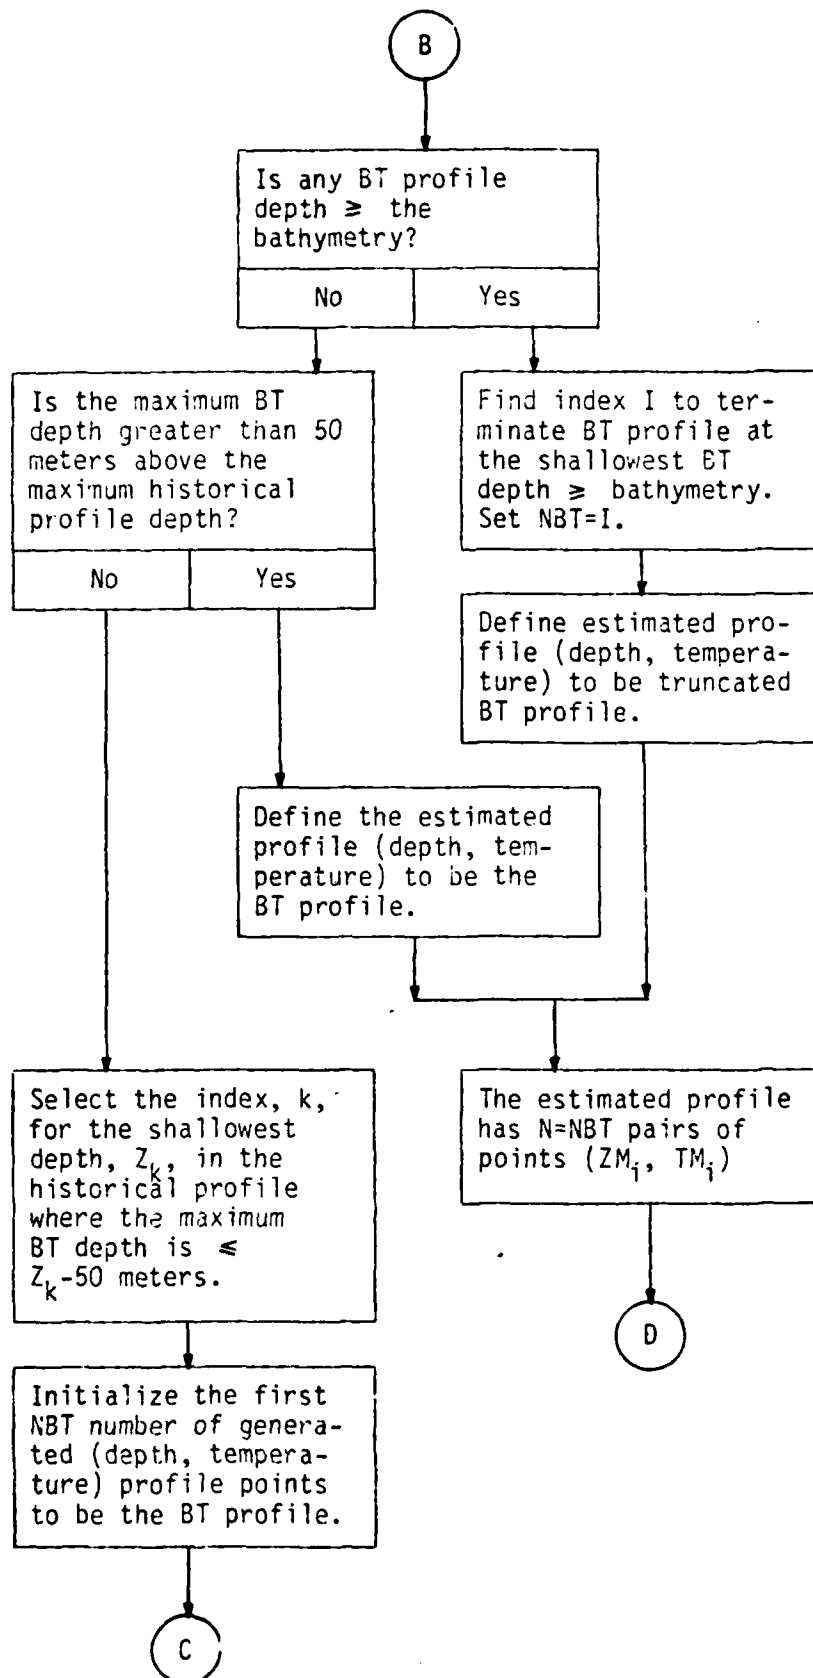 B
Is any BT profile
depth ≥ the
bathymetry?
No
Yes
Is the maximum BT
depth greater than 50
meters above the
maximum historical
profile depth?
No
Yes
Find index I to ter-
minate BT profile at
the shallowest BT
depth ≥ bathymetry.
Set NBT=I.
Define estimated pro-
file (depth, tempera-
ture) to be truncated
BT profile.
Define the estimated
profile (depth, tem-
perature) to be the
BT profile.
Select the index, k,
for the shallowest
depth, Z_k, in the
historical profile
where the maximum
BT depth is ≤
Z_k-50 meters.
The estimated profile
has N=NBT pairs of
points (ZM_i, TM_i)
D
Initialize the first
NBT number of genera-
ted (depth, tempera-
ture) profile points
to be the BT profile.
C